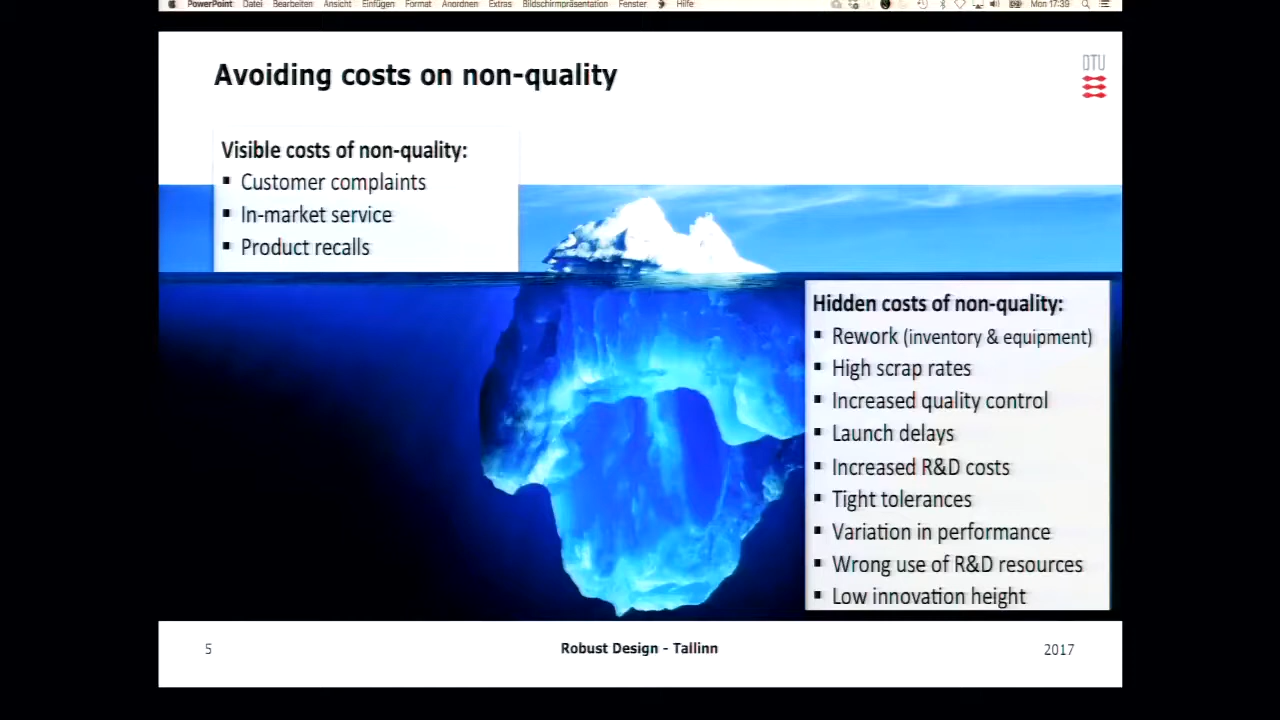 PowerPoint Datei Bearbeiten Ansicht Einfügen Format Anordnen Extras Bildschirmpräsentation Fenster Hilfe Mon 17:39
Avoiding costs on non-quality
DTU
Visible costs of non-quality:
▪ Customer complaints
▪ In-market service
▪ Product recalls
Hidden costs of non-quality:
▪ Rework (inventory & equipment)
▪ High scrap rates
▪ Increased quality control
▪ Launch delays
▪ Increased R&D costs
▪ Tight tolerances
▪ Variation in performance
▪ Wrong use of R&D resources
▪ Low innovation height
5 Robust Design - Tallinn 2017